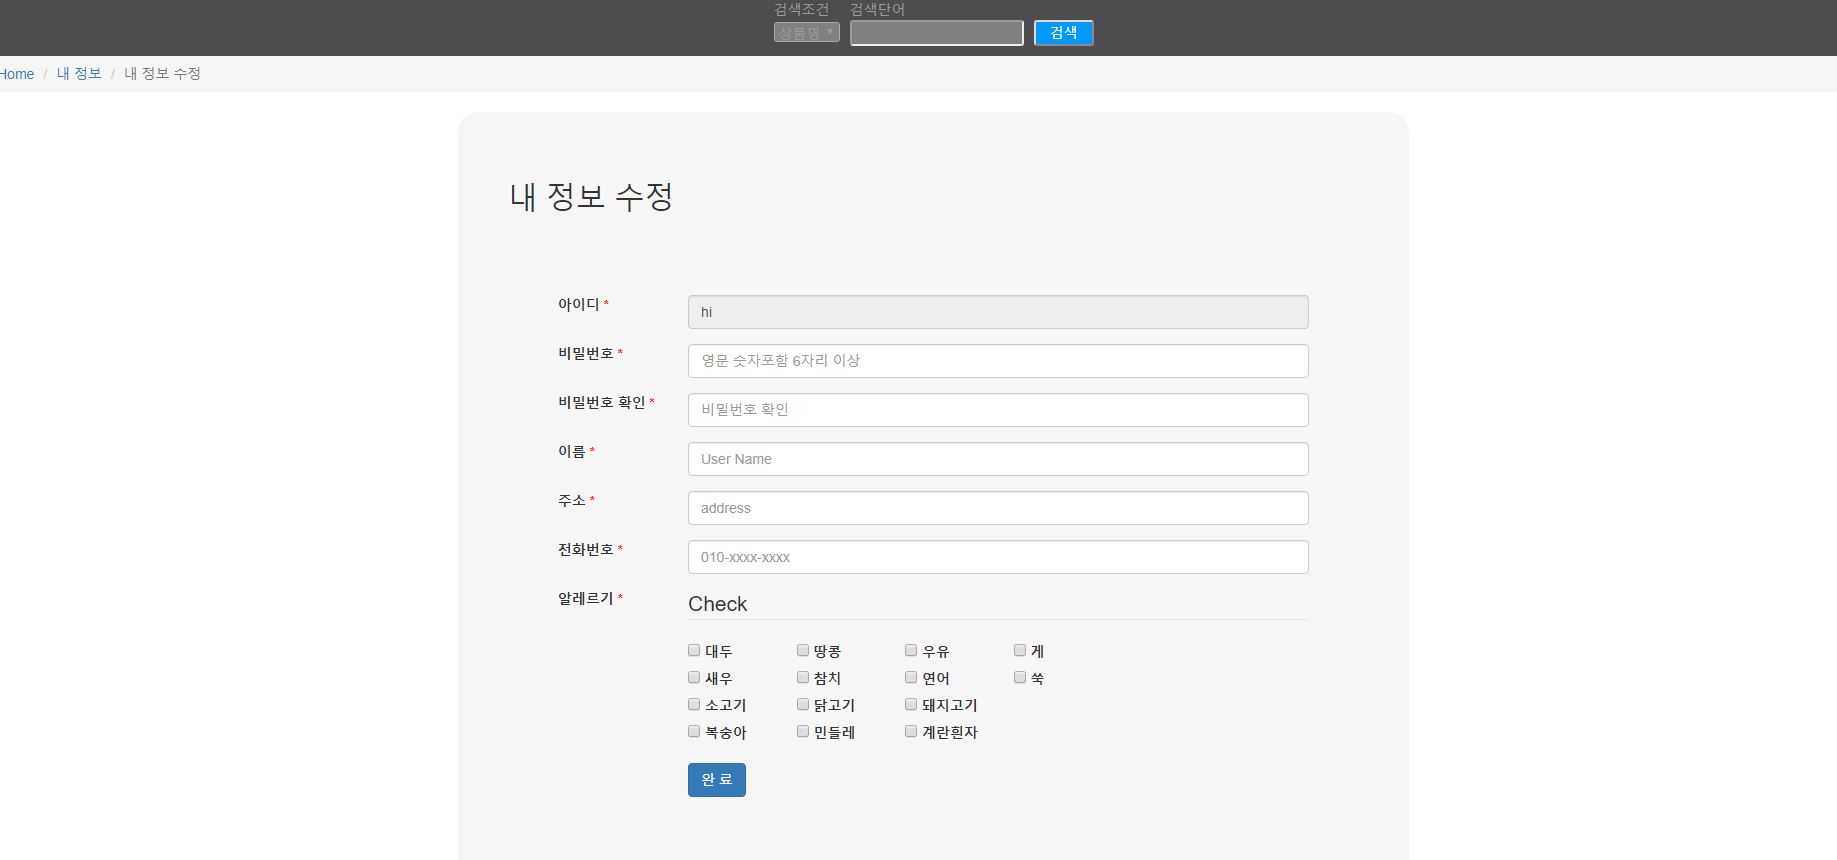 검색조건 검색단어
상품명 검색
Home / 내 정보 / 내 정보 수정
내 정보 수정
아이디 * hi
비밀번호 * 영문 숫자포함 6자리 이상
비밀번호 확인 * 비밀번호 확인
이름 * User Name
주소 * address
전화번호 * 010-xxxx-xxxx
알레르기 * Check
대두 땅콩 우유 게
새우 참치 연어 쑥
소고기 닭고기 돼지고기
복숭아 민들레 계란흰자
완 료